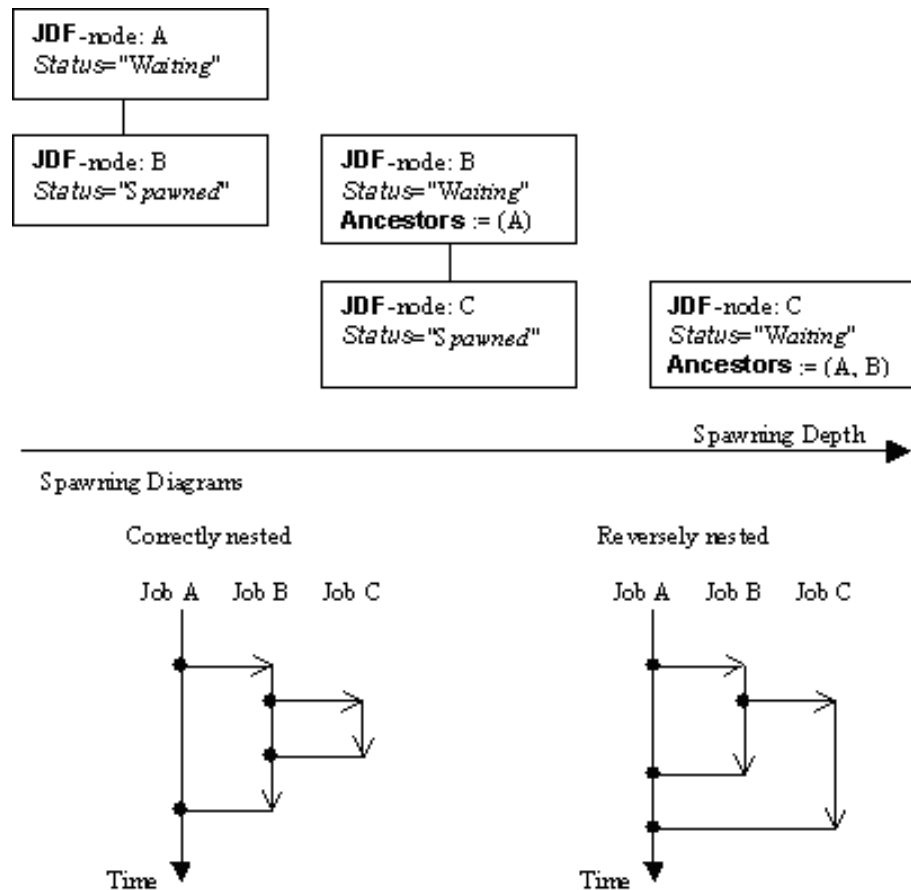 JDF-node: A
Status="Waiting"
JDF-node: B
Status="Spawned"
JDF-node: B
Status="Waiting"
Ancestors := (A)
JDF-node: C
Status="Spawned"
JDF-node: C
Status="Waiting"
Ancestors := (A, B)
Spawning Depth
Spawning Diagrams
Correctly nested
Reversely nested
Job A Job B Job C
Job A Job B Job C
Time
Time